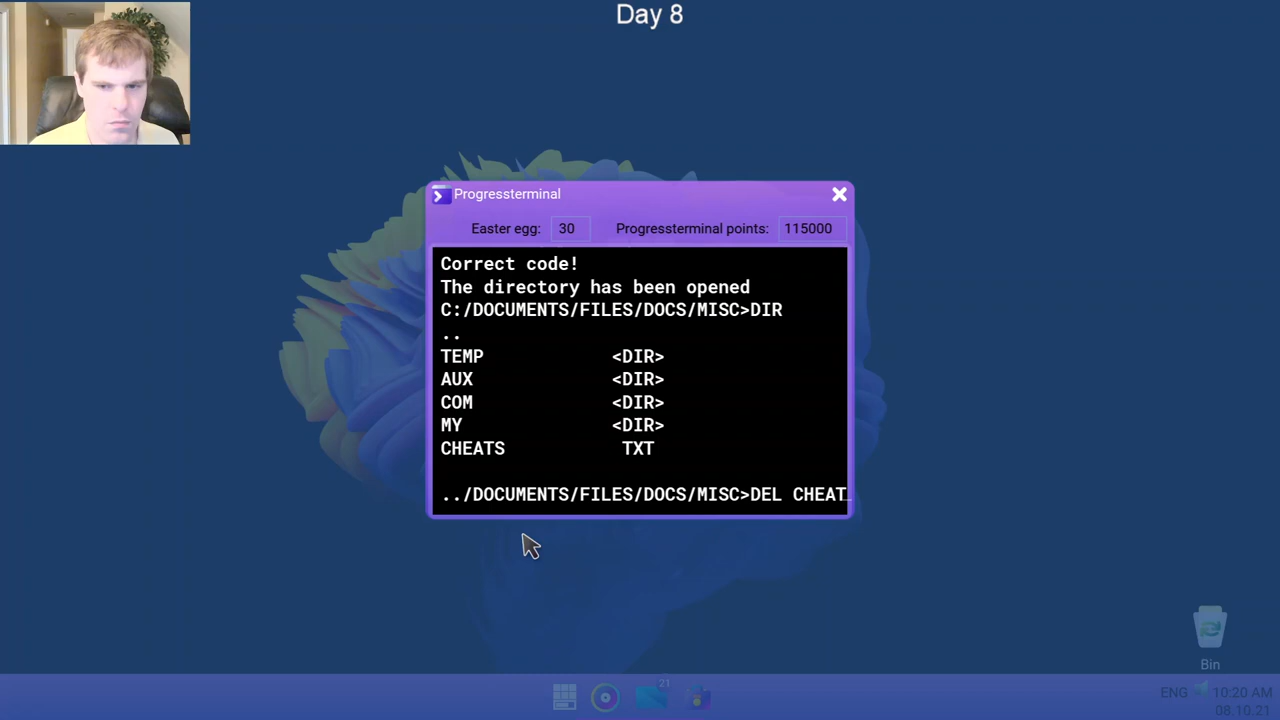 Day 8
Progressterminal
Easter egg: 30 Progressterminal points: 115000
Correct code!
The directory has been opened
C:/DOCUMENTS/FILES/DOCS/MISC>DIR
..
TEMP <DIR>
AUX <DIR>
COM <DIR>
MY <DIR>
CHEATS TXT
../DOCUMENTS/FILES/DOCS/MISC>DEL CHEAT_
Bin
21
ENG 10:20 AM
08.10.21